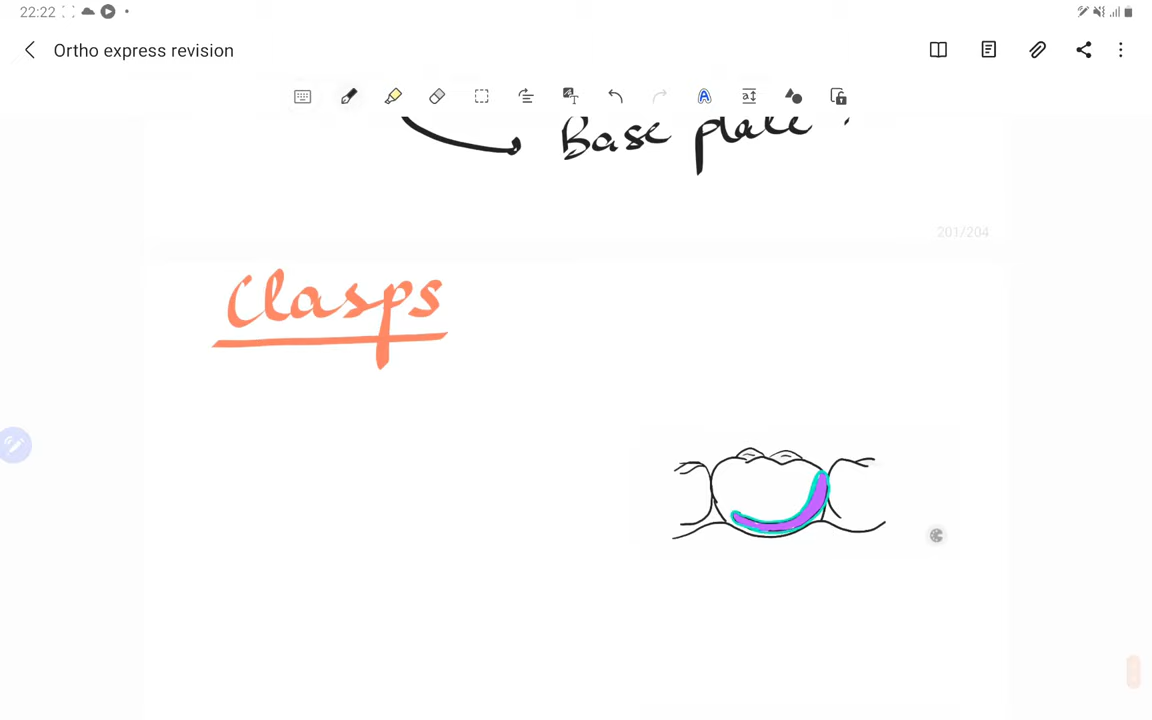 22:22
Ortho express revision
Base plate
201/204
Clasps